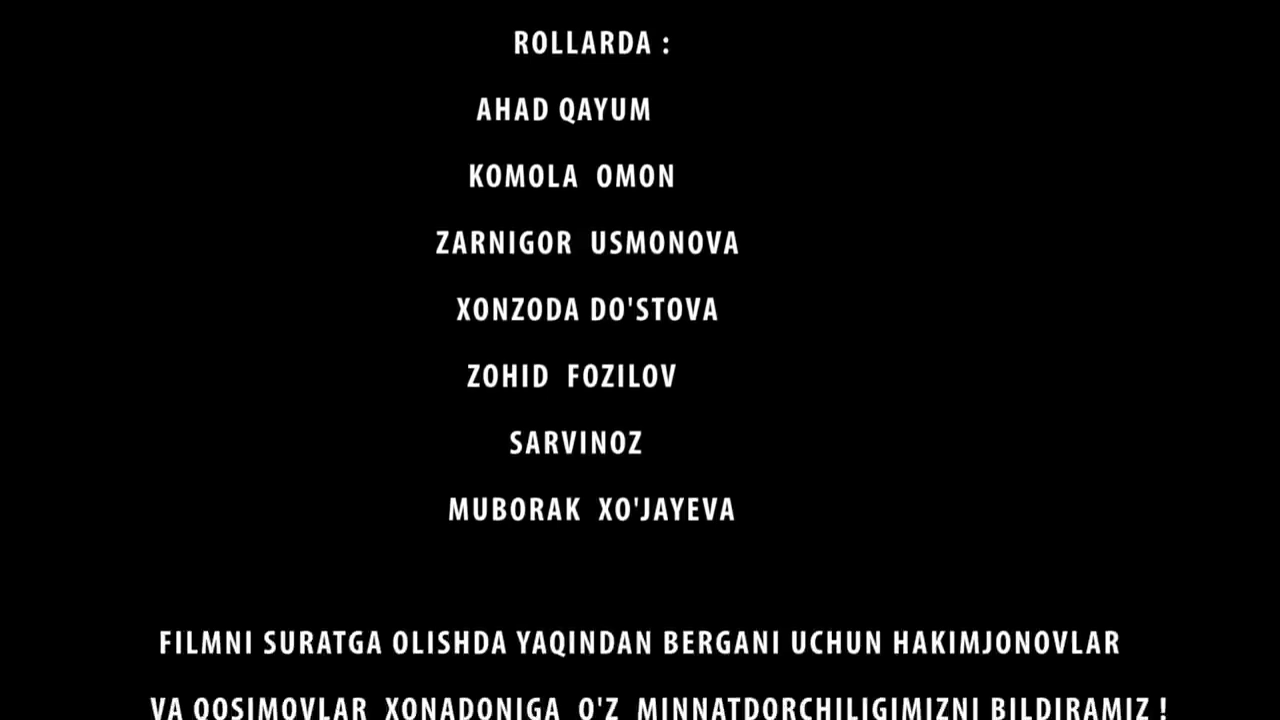 ROLLARDA :
AHAD QAYUM
KOMOLA OMON
ZARNIGOR USMONOVA
XONZODA DO'STOVA
ZOHID FOZILOV
SARVINOZ
MUBORAK XO'JAYEVA
FILMNI SURATGA OLISHDA YAQINDAN BERGANI UCHUN HAKIMJONOVLAR
VA QOSIMOVLAR XONADONIGA O'Z MINNATDORCHILIGIMIZNI BILDIRAMIZ !